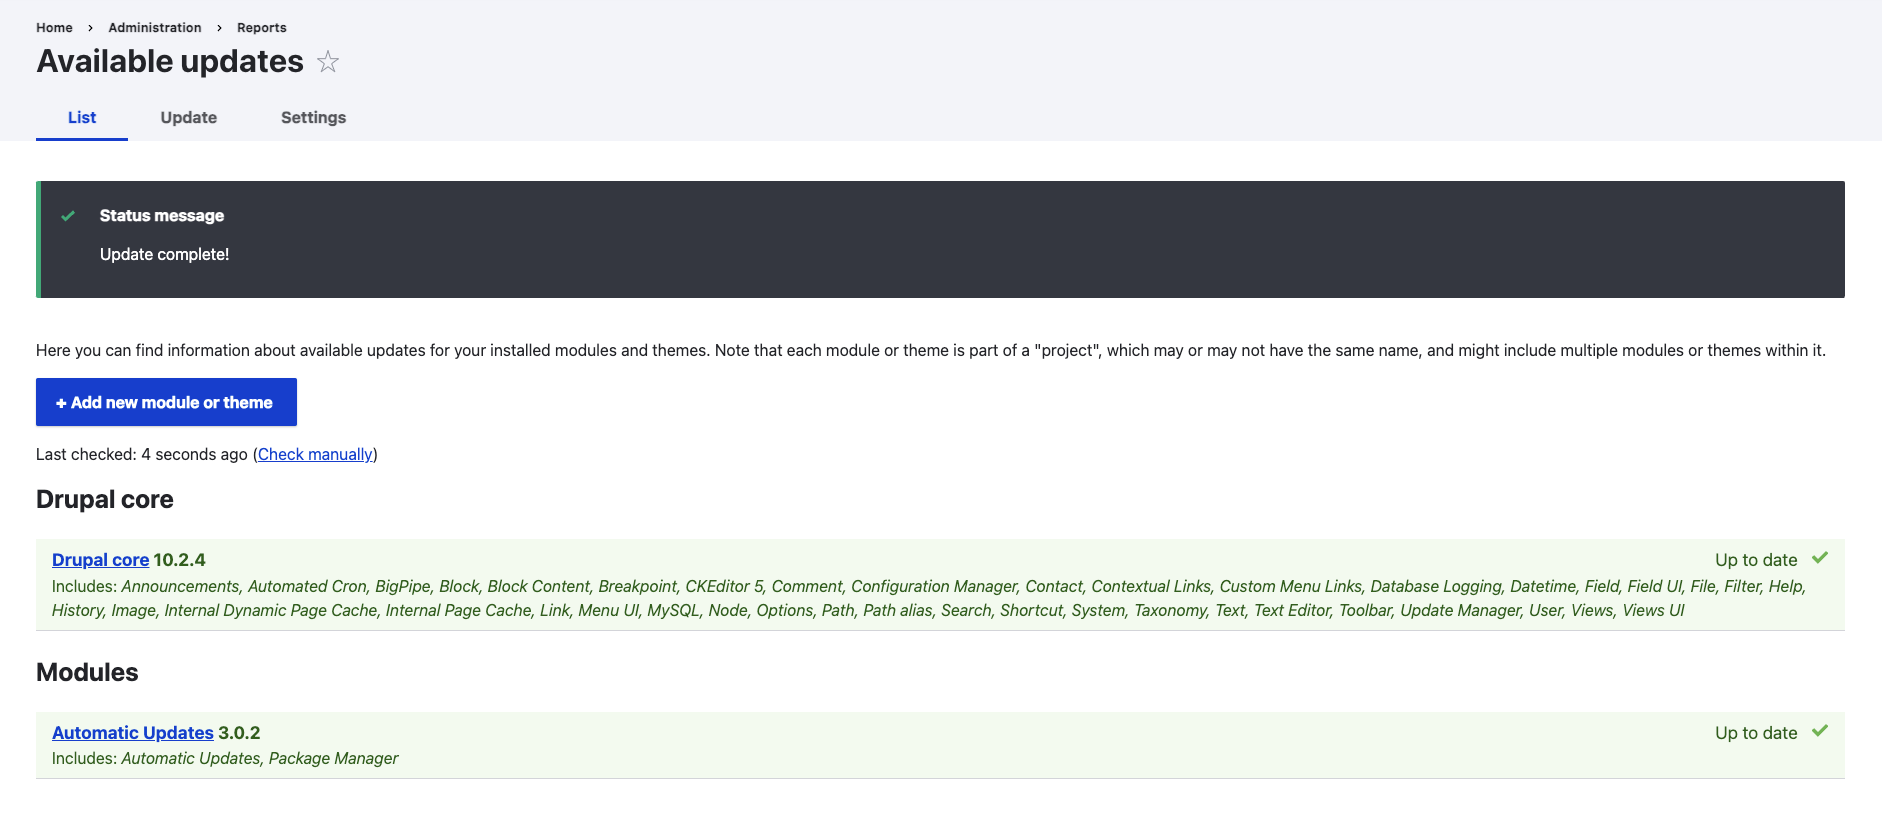 Home › Administration › Reports
Available updates
List Update Settings
Status message
Update complete!
Here you can find information about available updates for your installed modules and themes. Note that each module or theme is part of a "project", which may or may not have the same name, and might include multiple modules or themes within it.
+ Add new module or theme
Last checked: 4 seconds ago (Check manually)
Drupal core
Drupal core 10.2.4 Up to date
Includes: Announcements, Automated Cron, BigPipe, Block, Block Content, Breakpoint, CKEditor 5, Comment, Configuration Manager, Contact, Contextual Links, Custom Menu Links, Database Logging, Datetime, Field, Field UI, File, Filter, Help,
History, Image, Internal Dynamic Page Cache, Internal Page Cache, Link, Menu UI, MySQL, Node, Options, Path, Path alias, Search, Shortcut, System, Taxonomy, Text, Text Editor, Toolbar, Update Manager, User, Views, Views UI
Modules
Automatic Updates 3.0.2 Up to date
Includes: Automatic Updates, Package Manager